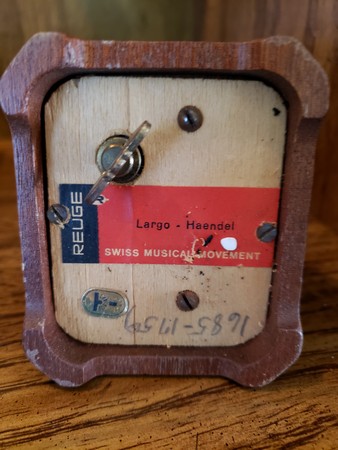 REUGE
Largo - Haendel
SWISS MUSICAL MOVEMENT
1685-1759